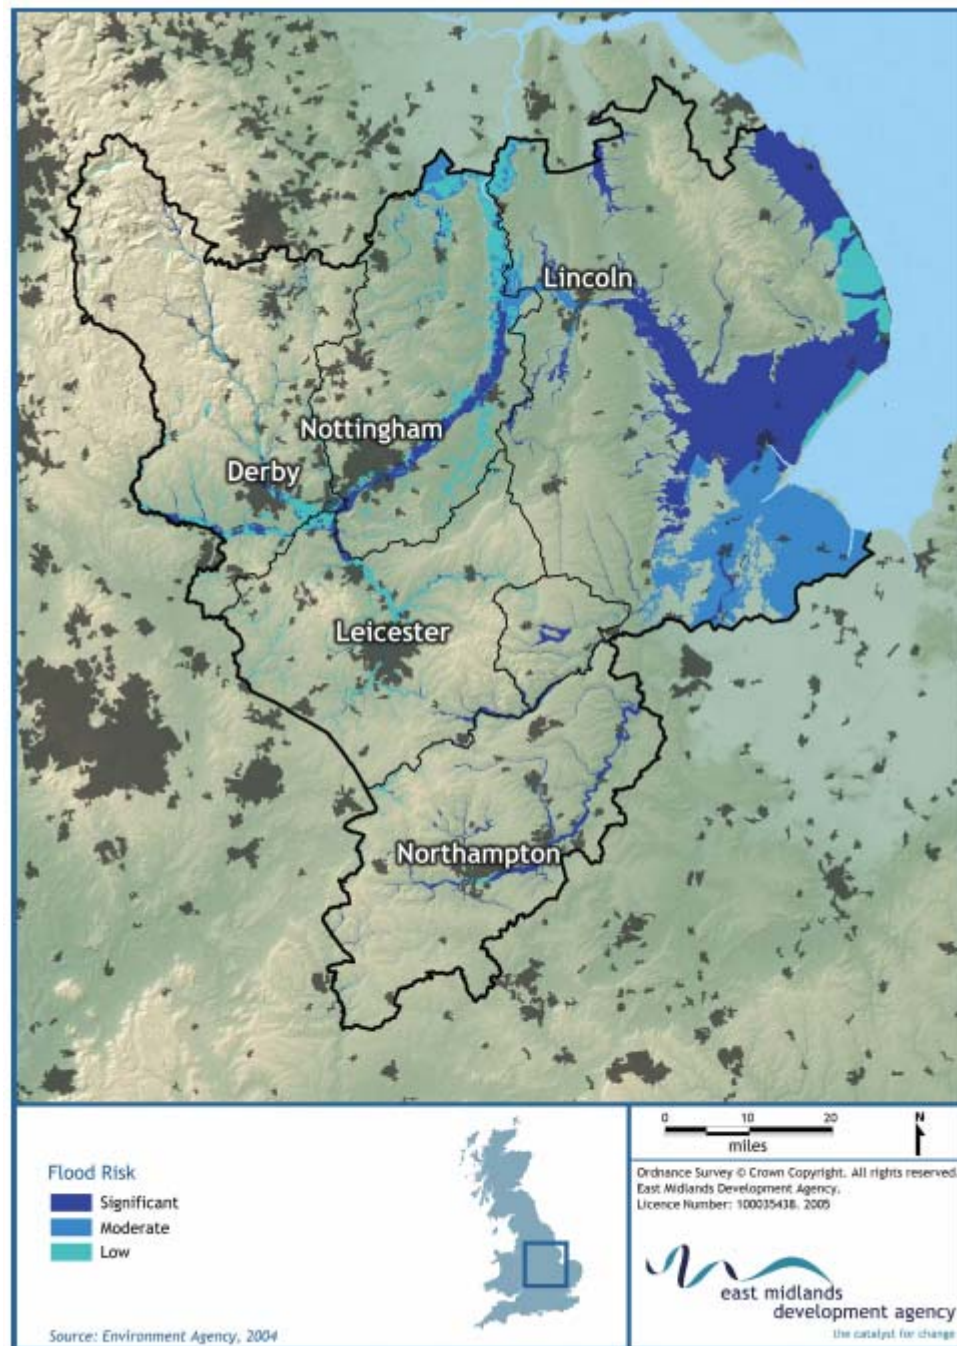 Lincoln
Nottingham
Derby
Leicester
Northampton
Flood Risk
Significant
Moderate
Low
Source: Environment Agency, 2004
0 10 20
miles
N
Ordnance Survey © Crown Copyright. All rights reserved.
East Midlands Development Agency.
Licence Number: 100035438. 2005
east midlands
development agency
the catalyst for change